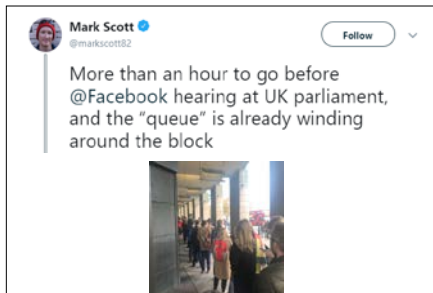 Mark Scott
@markscott82
Follow
More than an hour to go before
@Facebook hearing at UK parliament,
and the “queue” is already winding
around the block